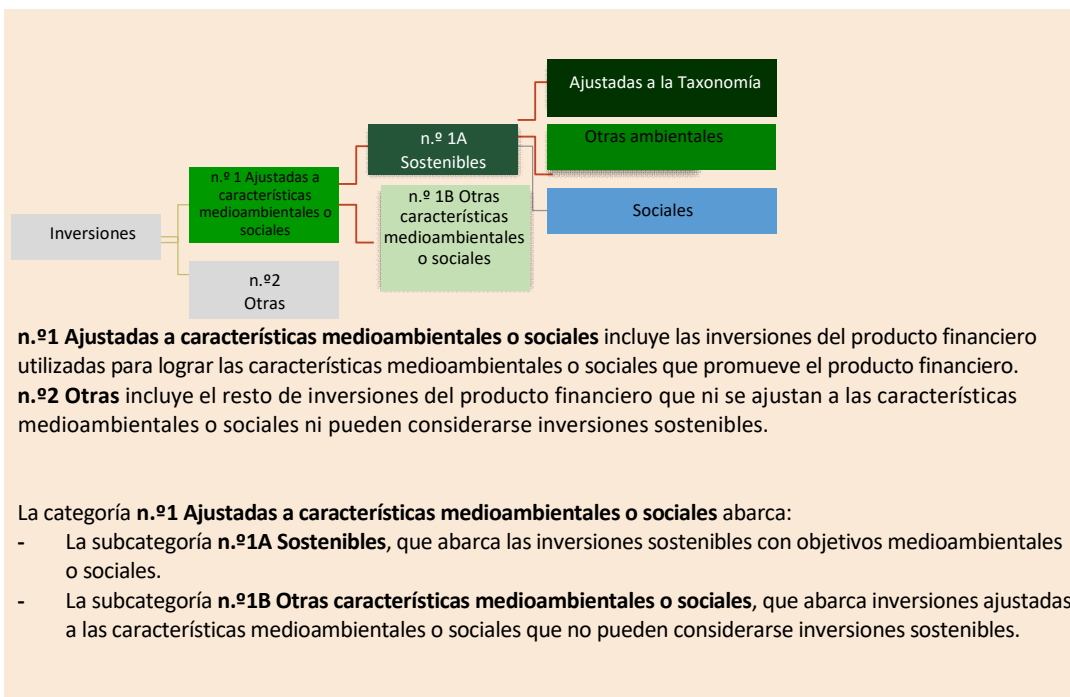 Ajustadas a la Taxonomía
n.º 1A
Sostenibles
Otras ambientales
n.º 1 Ajustadas a
características
medioambientales o
sociales
n.º 1B Otras
características
medioambientales
o sociales
Sociales
Inversiones
n.º2
Otras
n.º1 Ajustadas a características medioambientales o sociales incluye las inversiones del producto financiero
utilizadas para lograr las características medioambientales o sociales que promueve el producto financiero.
n.º2 Otras incluye el resto de inversiones del producto financiero que ni se ajustan a las características
medioambientales o sociales ni pueden considerarse inversiones sostenibles.
La categoría n.º1 Ajustadas a características medioambientales o sociales abarca:
- La subcategoría n.º1A Sostenibles, que abarca las inversiones sostenibles con objetivos medioambientales
o sociales.
- La subcategoría n.º1B Otras características medioambientales o sociales, que abarca inversiones ajustadas
a las características medioambientales o sociales que no pueden considerarse inversiones sostenibles.